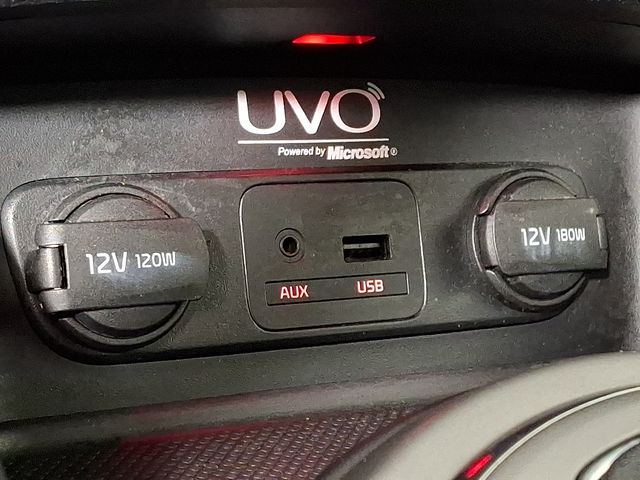 UVO
Powered by Microsoft®
12V 120W
AUX USB
12V 180W